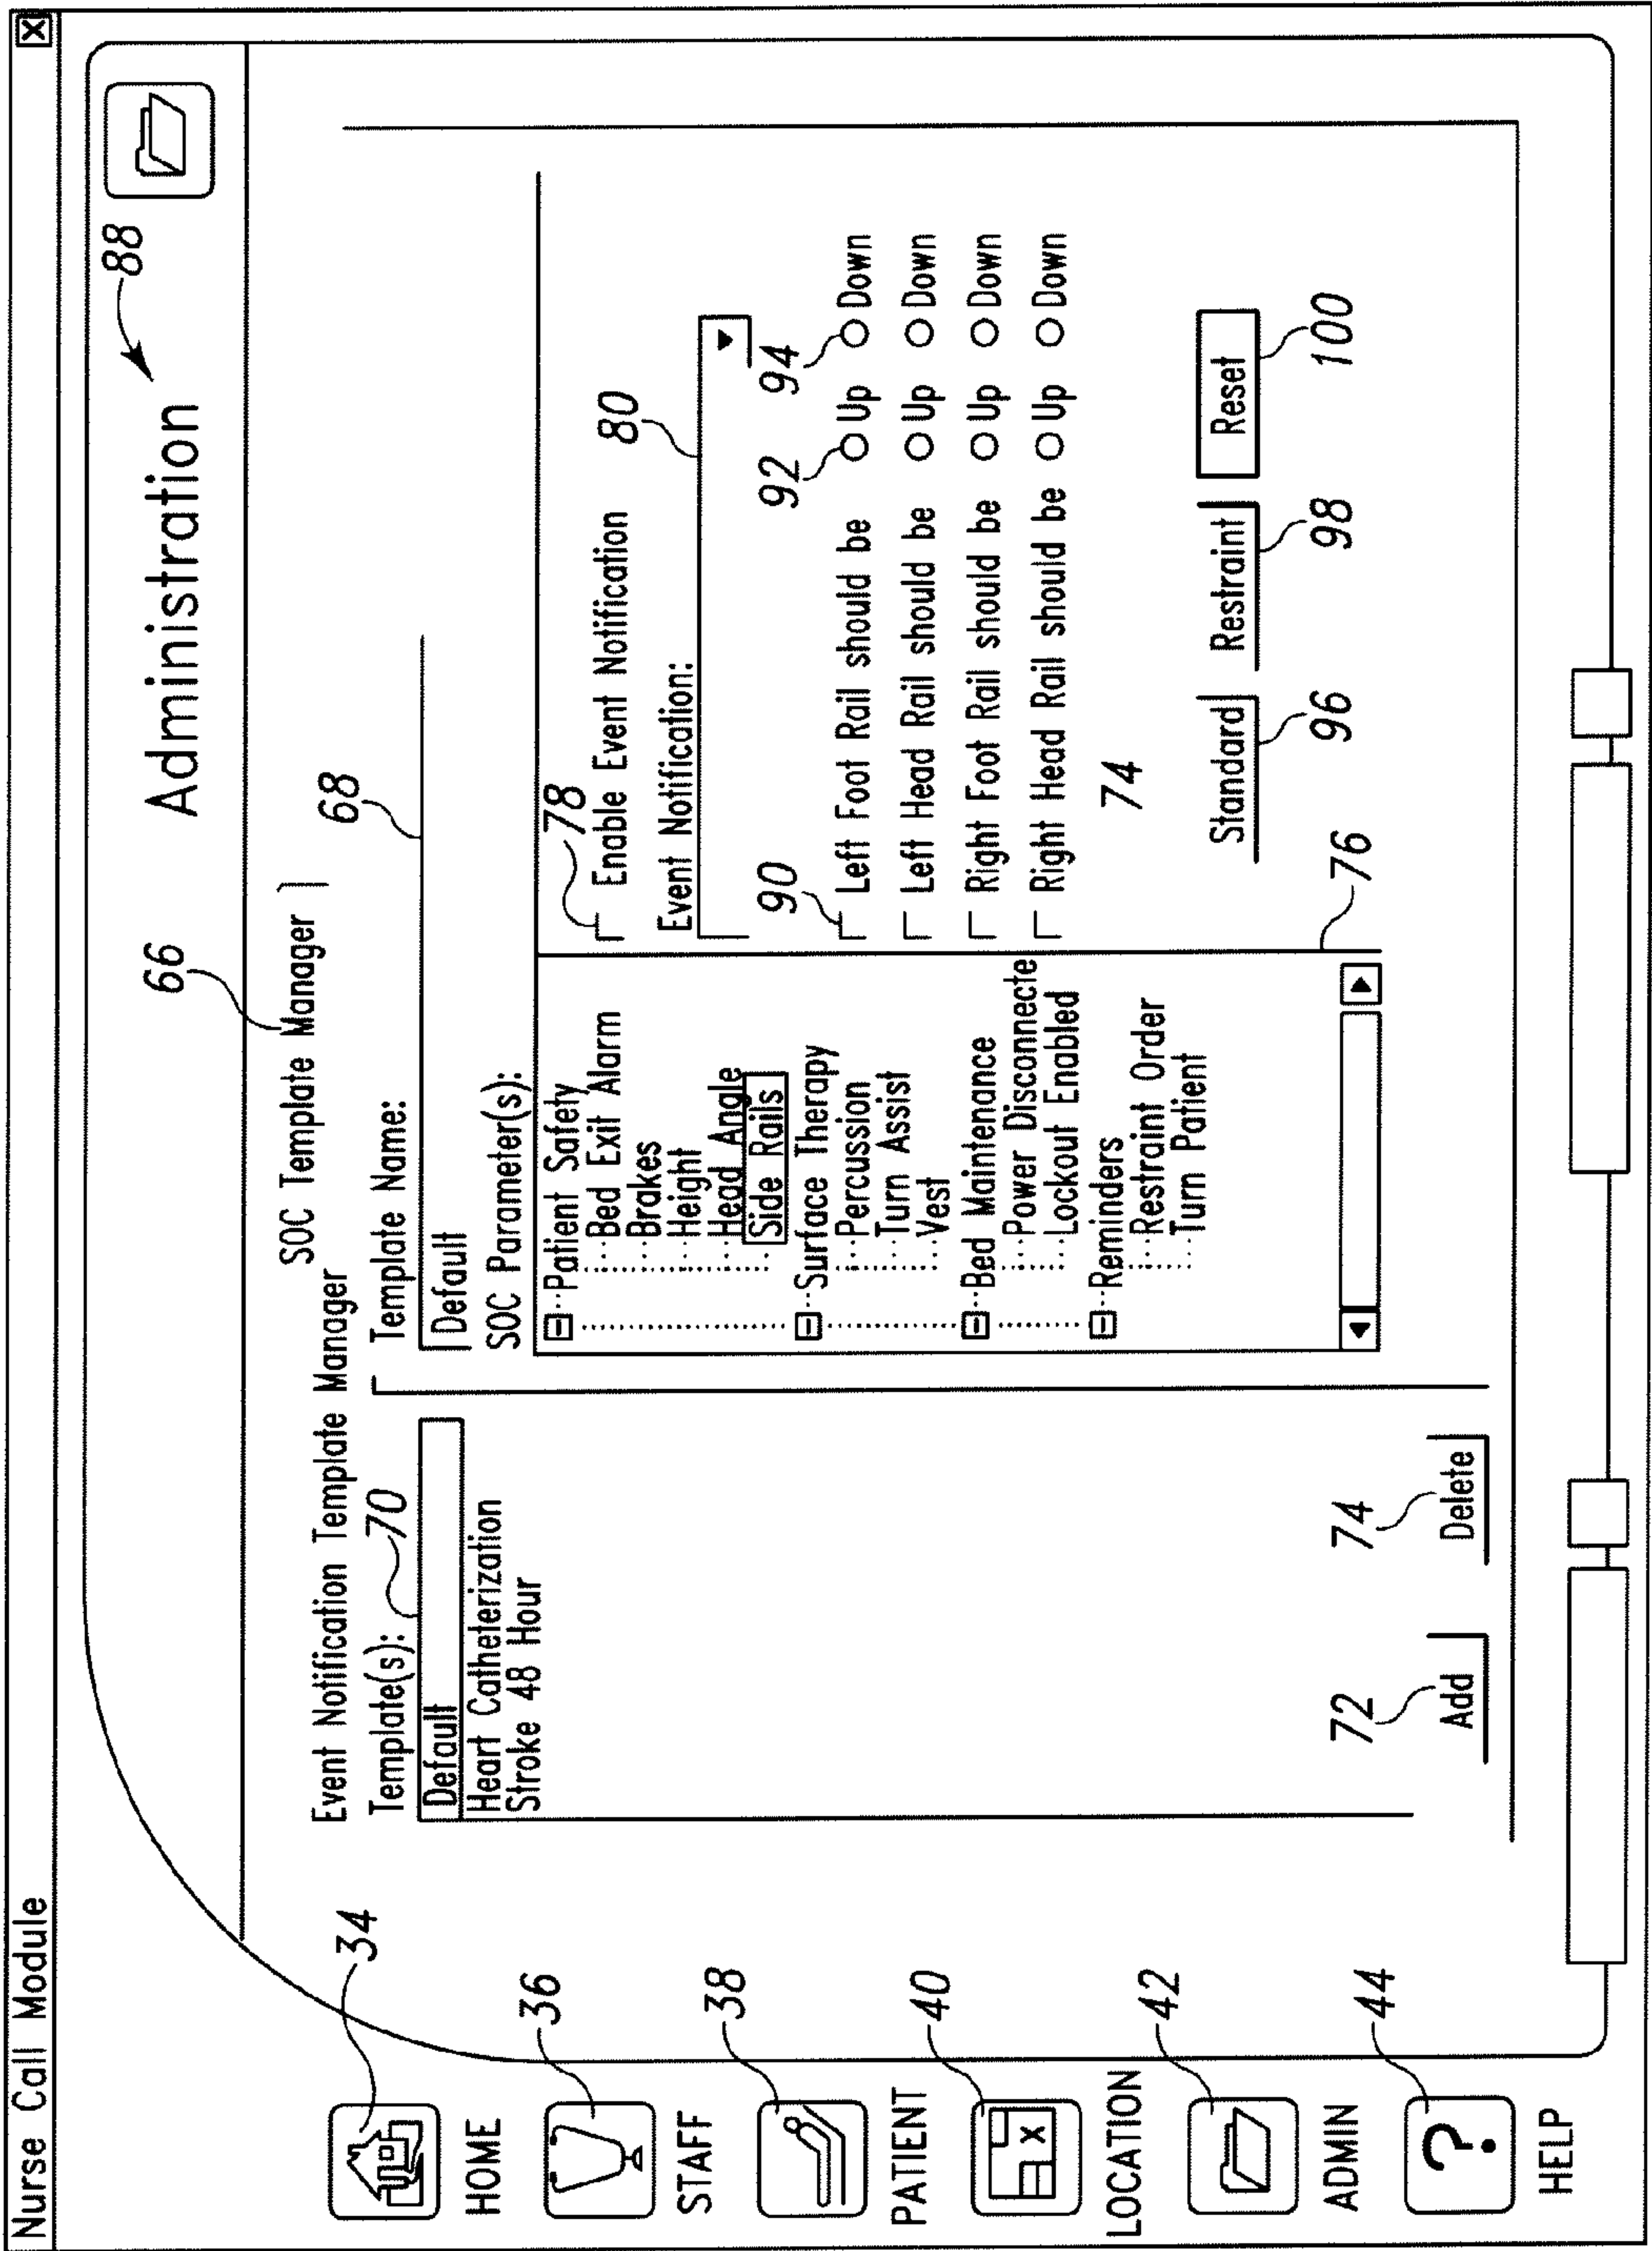 Nurse Call Module
X
88
Administration
66
SOC Template Manager
Event Notification Template Manager
68
34
HOME
36
STAFF
38
PATIENT
40
X
LOCATION
42
ADMIN
44
?
HELP
Template(s):
70
Default
Heart Catheterization
Stroke 48 Hour
72
74
Add
Delete
Template Name:
Default
SOC Parameter(s):
Patient Safety
Bed Exit Alarm
Brakes
Height
Head Angle
Side Rails
Surface Therapy
Percussion
Turn Assist
Vest
Bed Maintenance
Power Disconnecte
Lockout Enabled
Reminders
Restraint Order
Turn Patient
76
78
Enable Event Notification
80
Event Notification:
90
92
94
Left Foot Rail should be Up Down
Left Head Rail should be Up Down
Right Foot Rail should be Up Down
Right Head Rail should be Up Down
74
Standard Restraint Reset
96 98 100